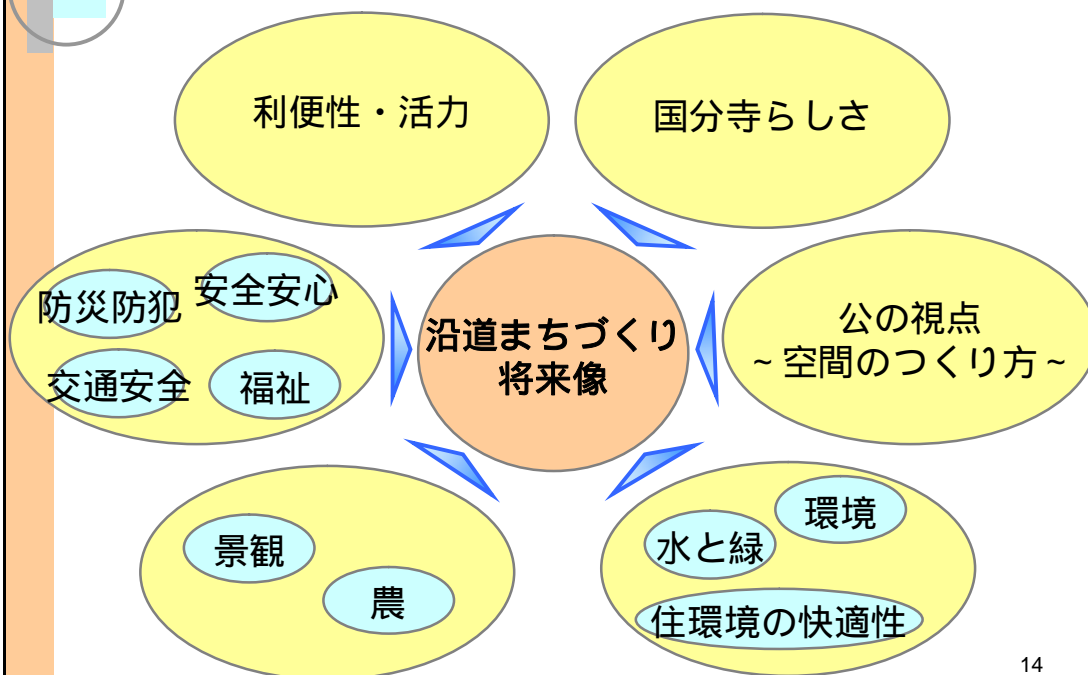 利便性・活力
国分寺らしさ
防災防犯
安全安心
交通安全
福祉
沿道まちづくり
将来像
公の視点
~空間のつくり方~
景観
農
環境
水と緑
住環境の快適性
14